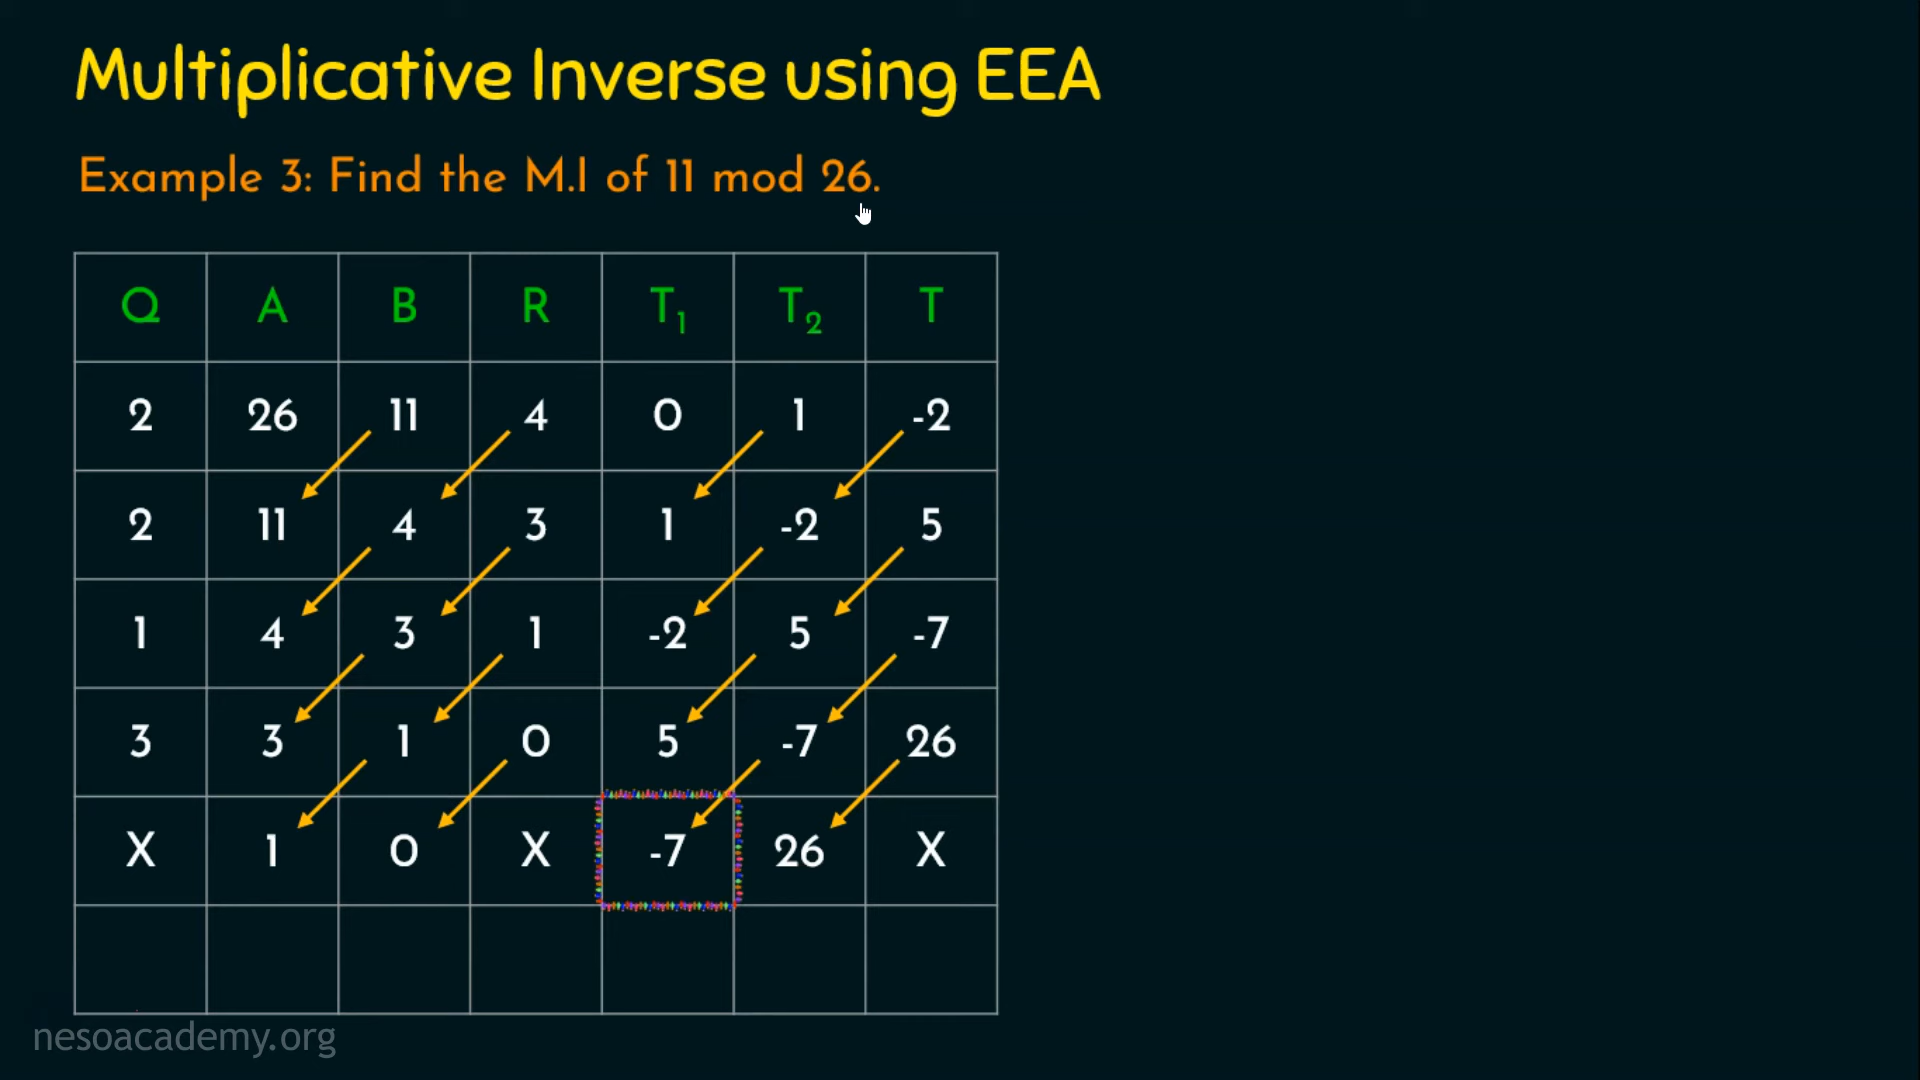 Multiplicative Inverse using EEA
Example 3: Find the M.I of 11 mod 26.
Q A B R T₁ T₂ T
2 26 11 4 0 1 -2
2 11 4 3 1 -2 5
1 4 3 1 -2 5 -7
3 3 1 0 5 -7 26
X 1 0 X -7 26 X
nesoacademy.org